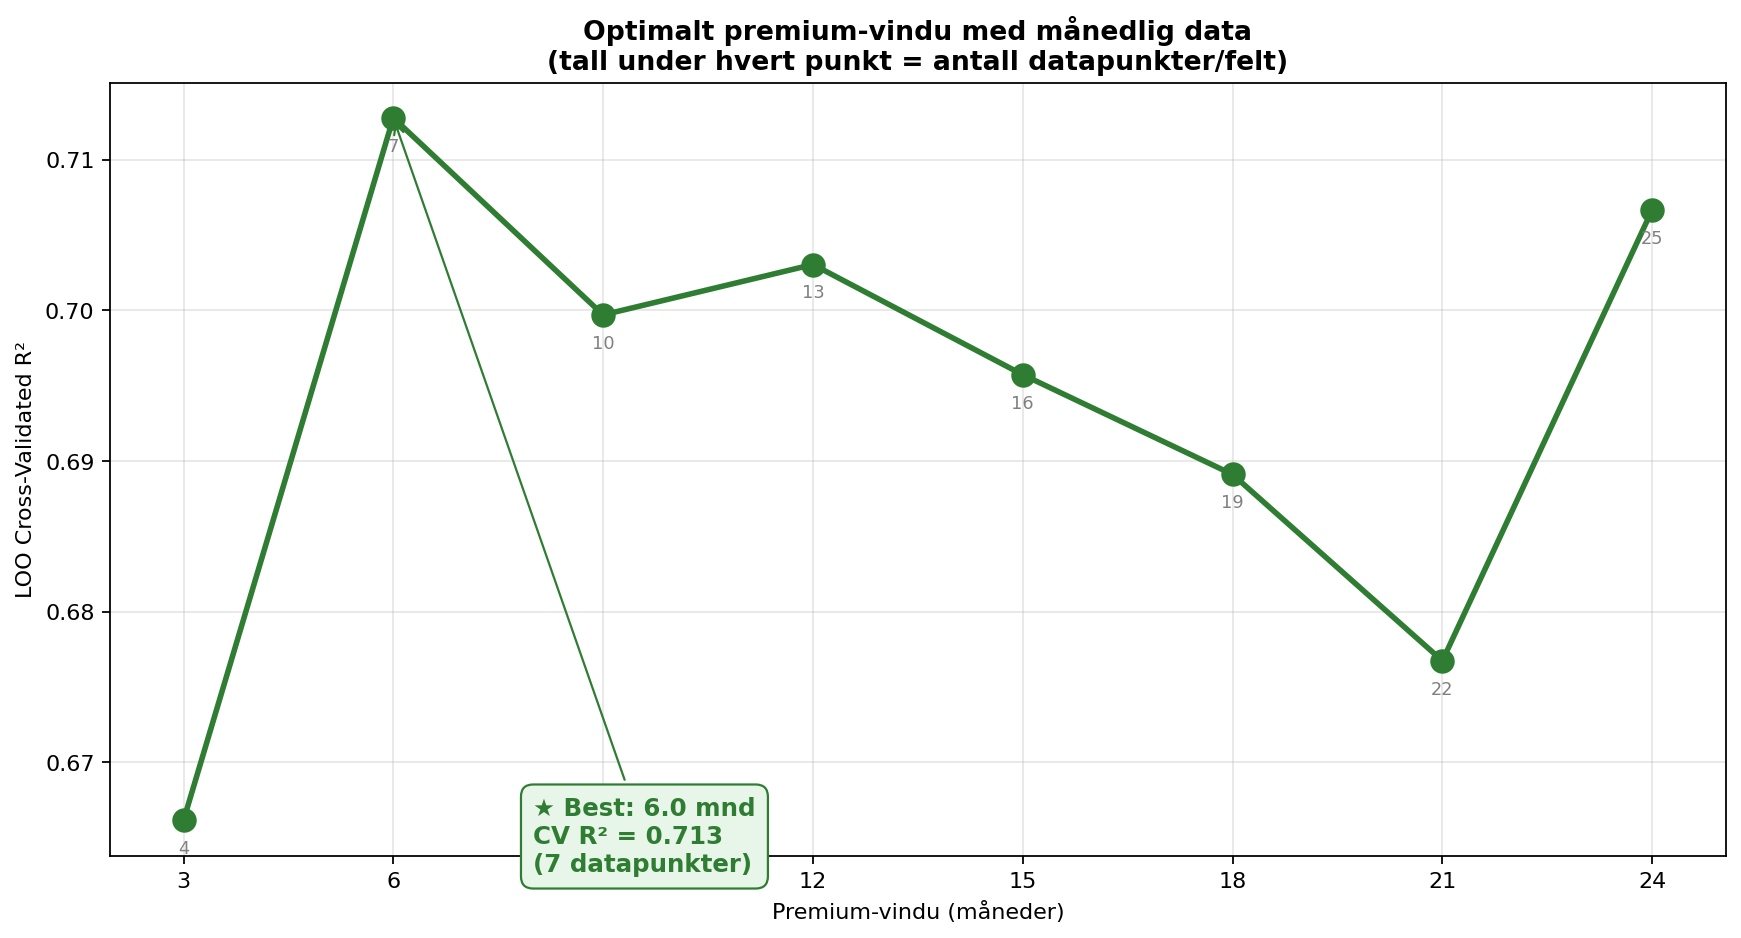 Optimalt premium-vindu med månedlig data
(tall under hvert punkt = antall datapunkter/felt)
LOO Cross-Validated R²
0.71
0.70
0.69
0.68
0.67
4
7
10
13
16
19
22
25
★ Best: 6.0 mnd
CV R² = 0.713
(7 datapunkter)
3
6
12
15
18
21
24
Premium-vindu (måneder)